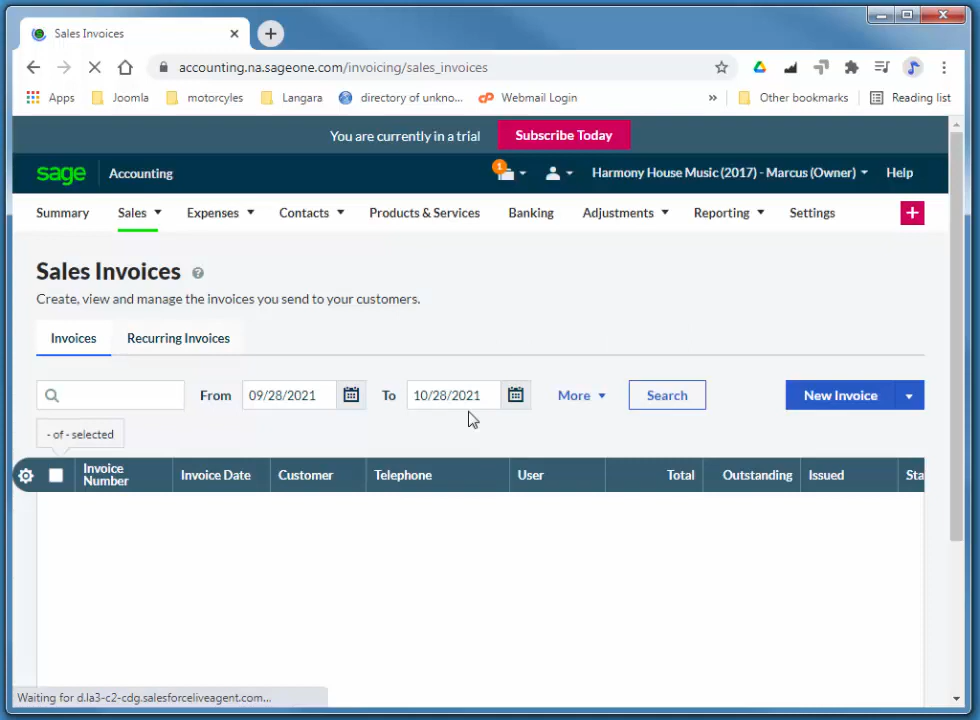 Sales Invoices
accounting.na.sageone.com/invoicing/sales_invoices
Apps Joomla motorcyles Langara directory of unkno... Webmail Login » Other bookmarks Reading list
You are currently in a trial Subscribe Today
sage Accounting 1 Harmony House Music (2017) - Marcus (Owner) Help
Summary Sales Expenses Contacts Products & Services Banking Adjustments Reporting Settings +
Sales Invoices ?
Create, view and manage the invoices you send to your customers.
Invoices Recurring Invoices
From 09/28/2021 To 10/28/2021 More Search New Invoice
- of - selected
Invoice Number Invoice Date Customer Telephone User Total Outstanding Issued Sta
Waiting for d.la3-c2-cdg.salesforceliveagent.com...